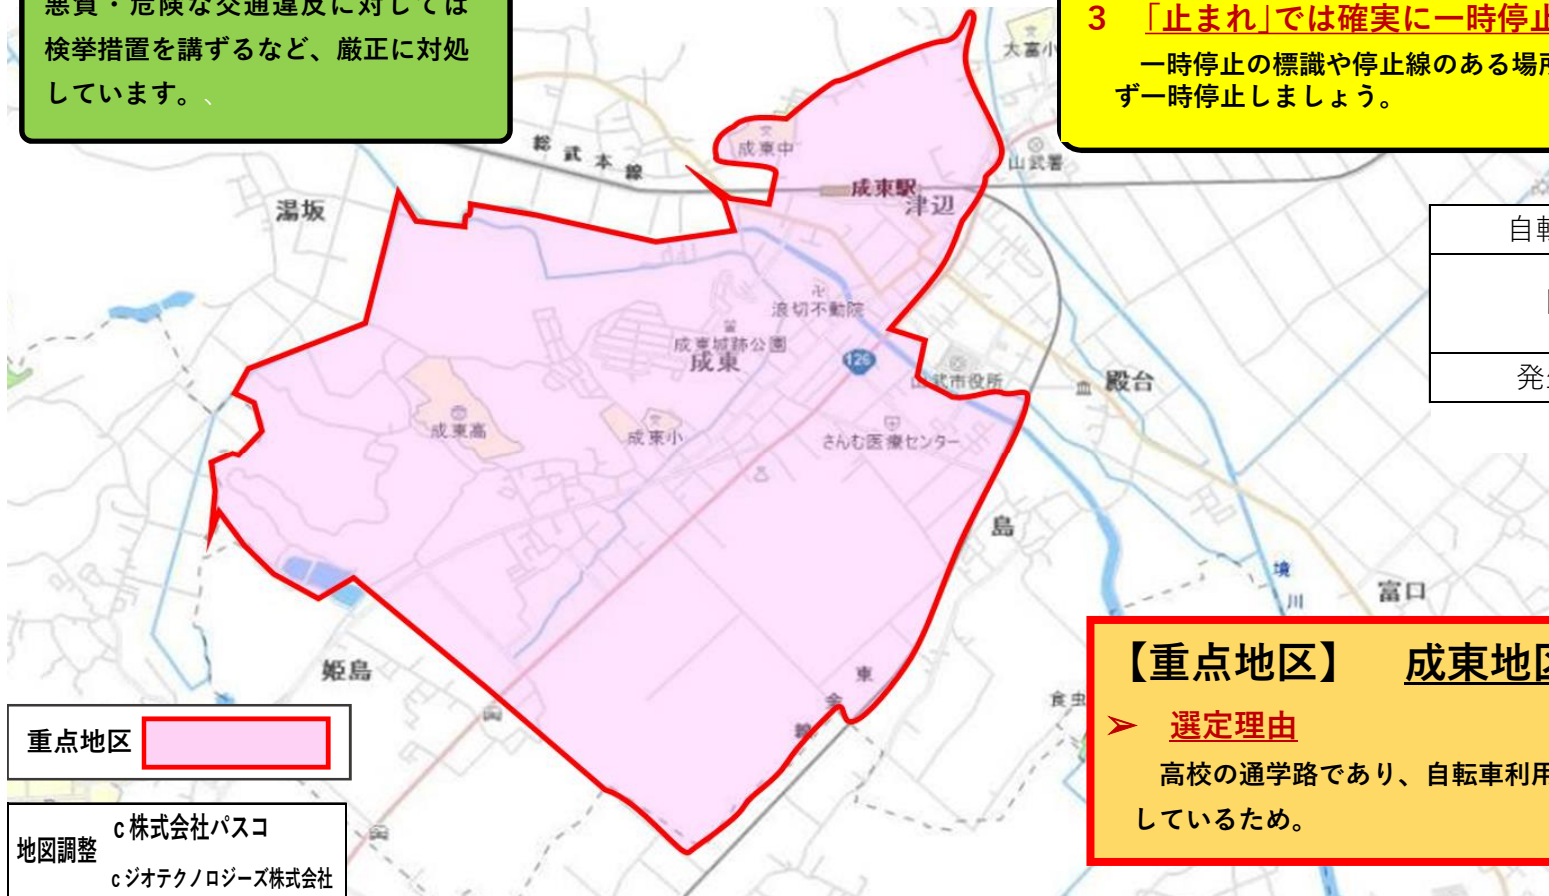 悪質・危険な交通違反に対しては
検挙措置を講ずるなど、厳正に対処
しています。、
3 「止まれ」では確実に一時停止
一時停止の標識や停止線のある場所
ず一時停止しましょう。
大富小
総武本線
成東中
山武署
成東駅
津辺
湯坂
自転
浪切不動院
成東城跡公園
成東
126
山武市役所
殿台
発生
成東高
成東小
さんむ医療センター
島
境川
富口
姫島
東金線
食虫
【重点地区】 成東地区
➢ 選定理由
高校の通学路であり、自転車利用
しているため。
重点地区
地図調整
c株式会社パスコ
cジオテクノロジーズ株式会社